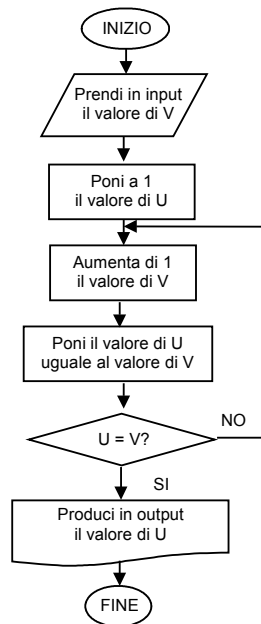 INIZIO
Prendi in input
il valore di V
Poni a 1
il valore di U
Aumenta di 1
il valore di V
Poni il valore di U
uguale al valore di V
U = V?
NO
SI
Produci in output
il valore di U
FINE